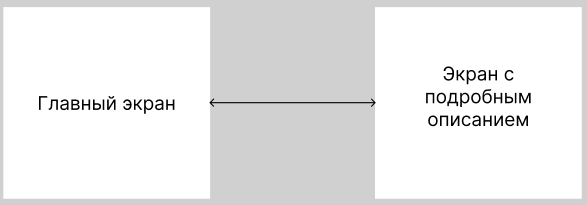 Главный экран
Экран с
подробным
описанием